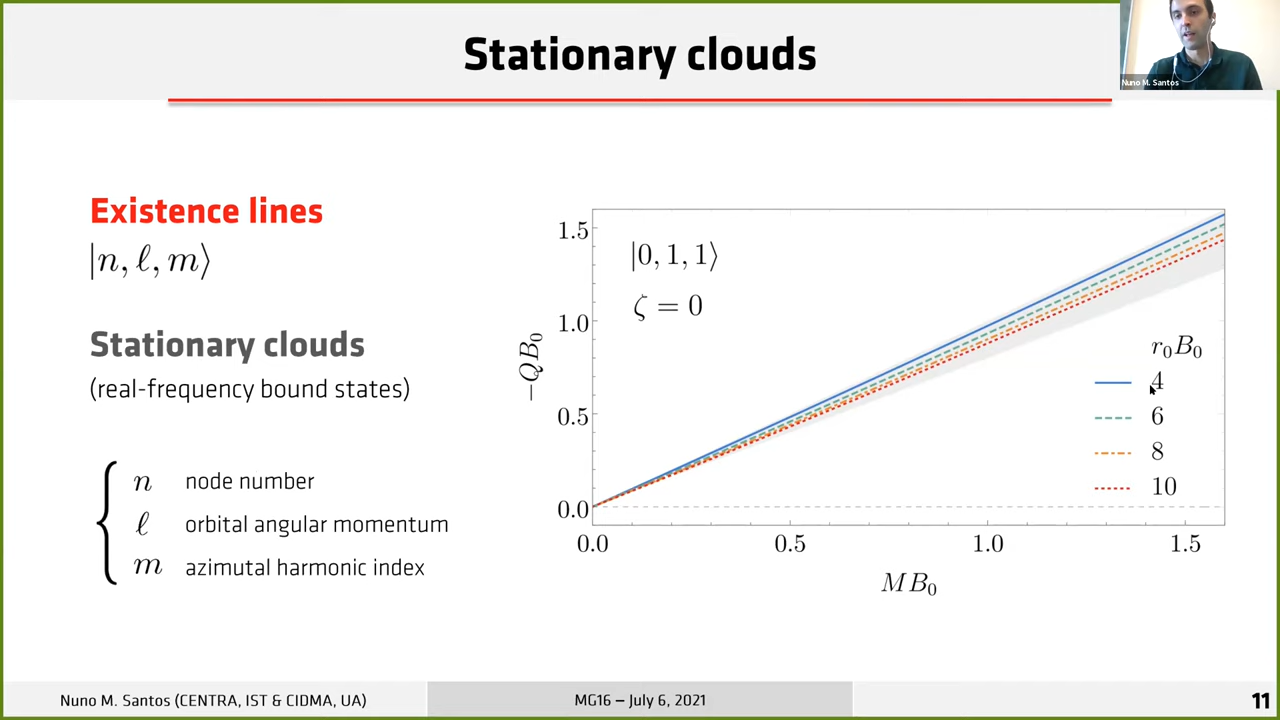 Stationary clouds
Nuno M. Santos
Existence lines
|n, ℓ, m⟩
Stationary clouds
(real-frequency bound states)
n node number
ℓ orbital angular momentum
m azimutal harmonic index
|0, 1, 1⟩
ζ = 0
−QB₀
1.5
1.0
0.5
0.0
0.0 0.5 1.0 1.5
MB₀
r₀B₀
4
6
8
10
Nuno M. Santos (CENTRA, IST & CIDMA, UA) MG16 – July 6, 2021 11